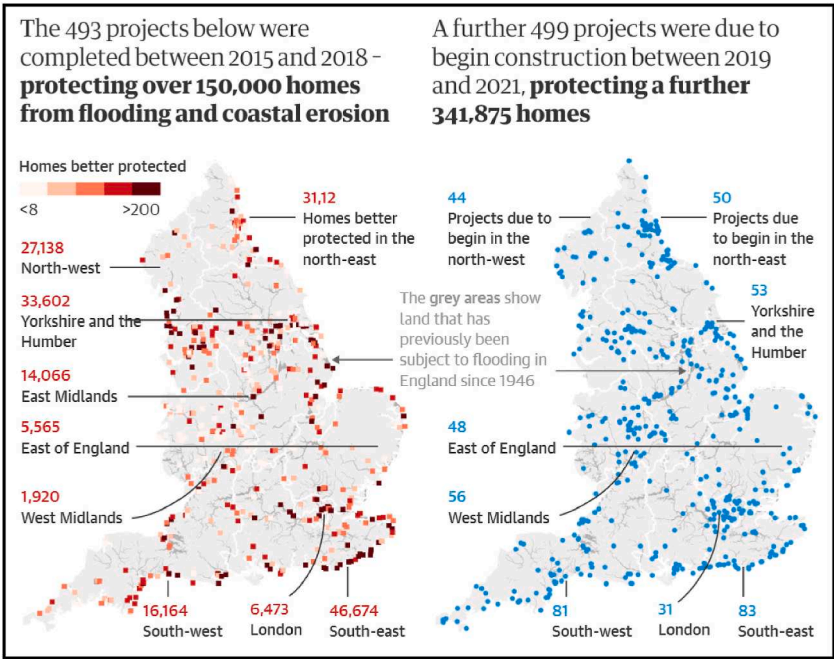 The 493 projects below were
completed between 2015 and 2018 –
protecting over 150,000 homes
from flooding and coastal erosion
Homes better protected
<8
>200
31,12
Homes better
protected in the
north-east
27,138
North-west
33,602
Yorkshire and the
Humber
14,066
East Midlands
5,565
East of England
1,920
West Midlands
16,164
South-west
6,473
London
46,674
South-east
The grey areas show
land that has
previously been
subject to flooding in
England since 1946
A further 499 projects were due to
begin construction between 2019
and 2021, protecting a further
341,875 homes
44
Projects due to
begin in the
north-west
50
Projects due
to begin in the
north-east
53
Yorkshire
and the
Humber
48
East of England
56
West Midlands
81
South-west
31
London
83
South-east